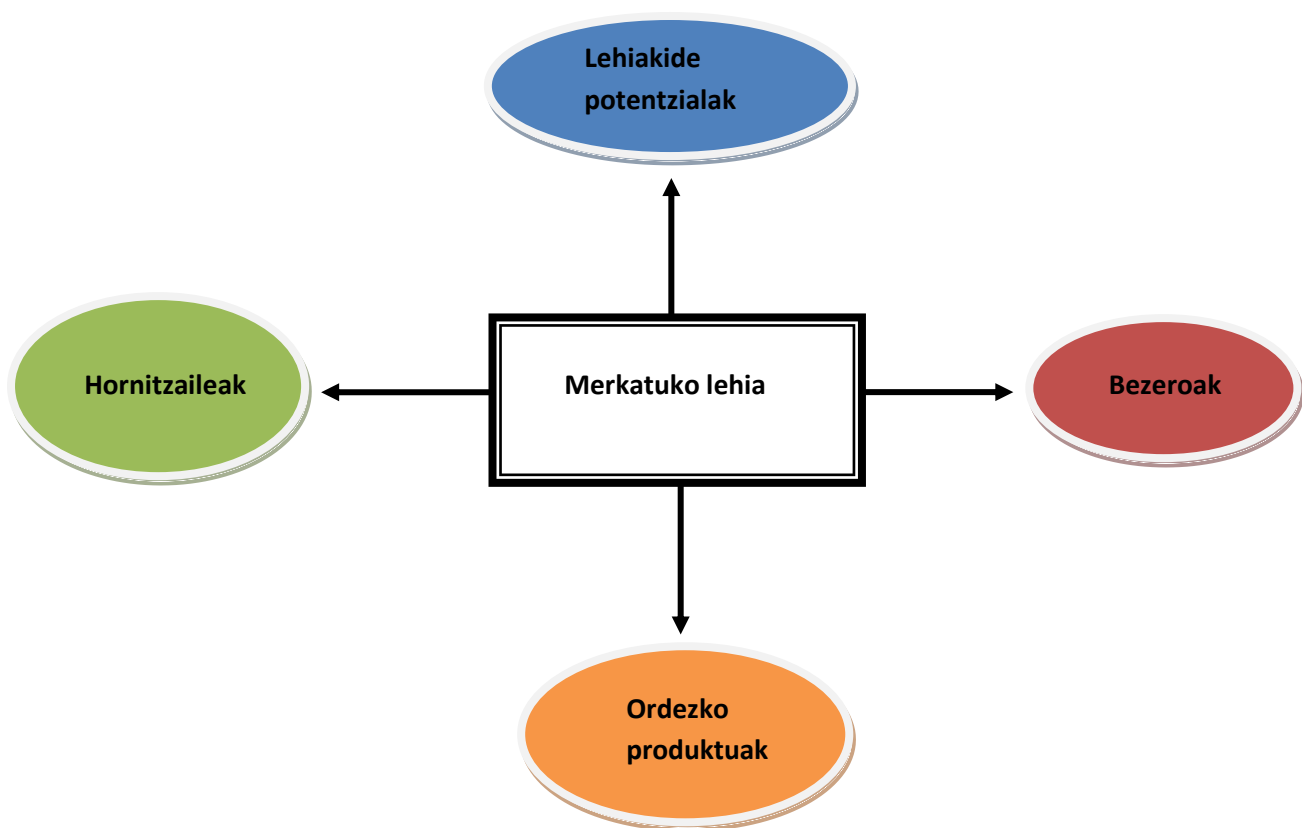 Lehiakide
potentzialak
Hornitzaileak
Merkatuko lehia
Bezeroak
Ordezko
produktuak